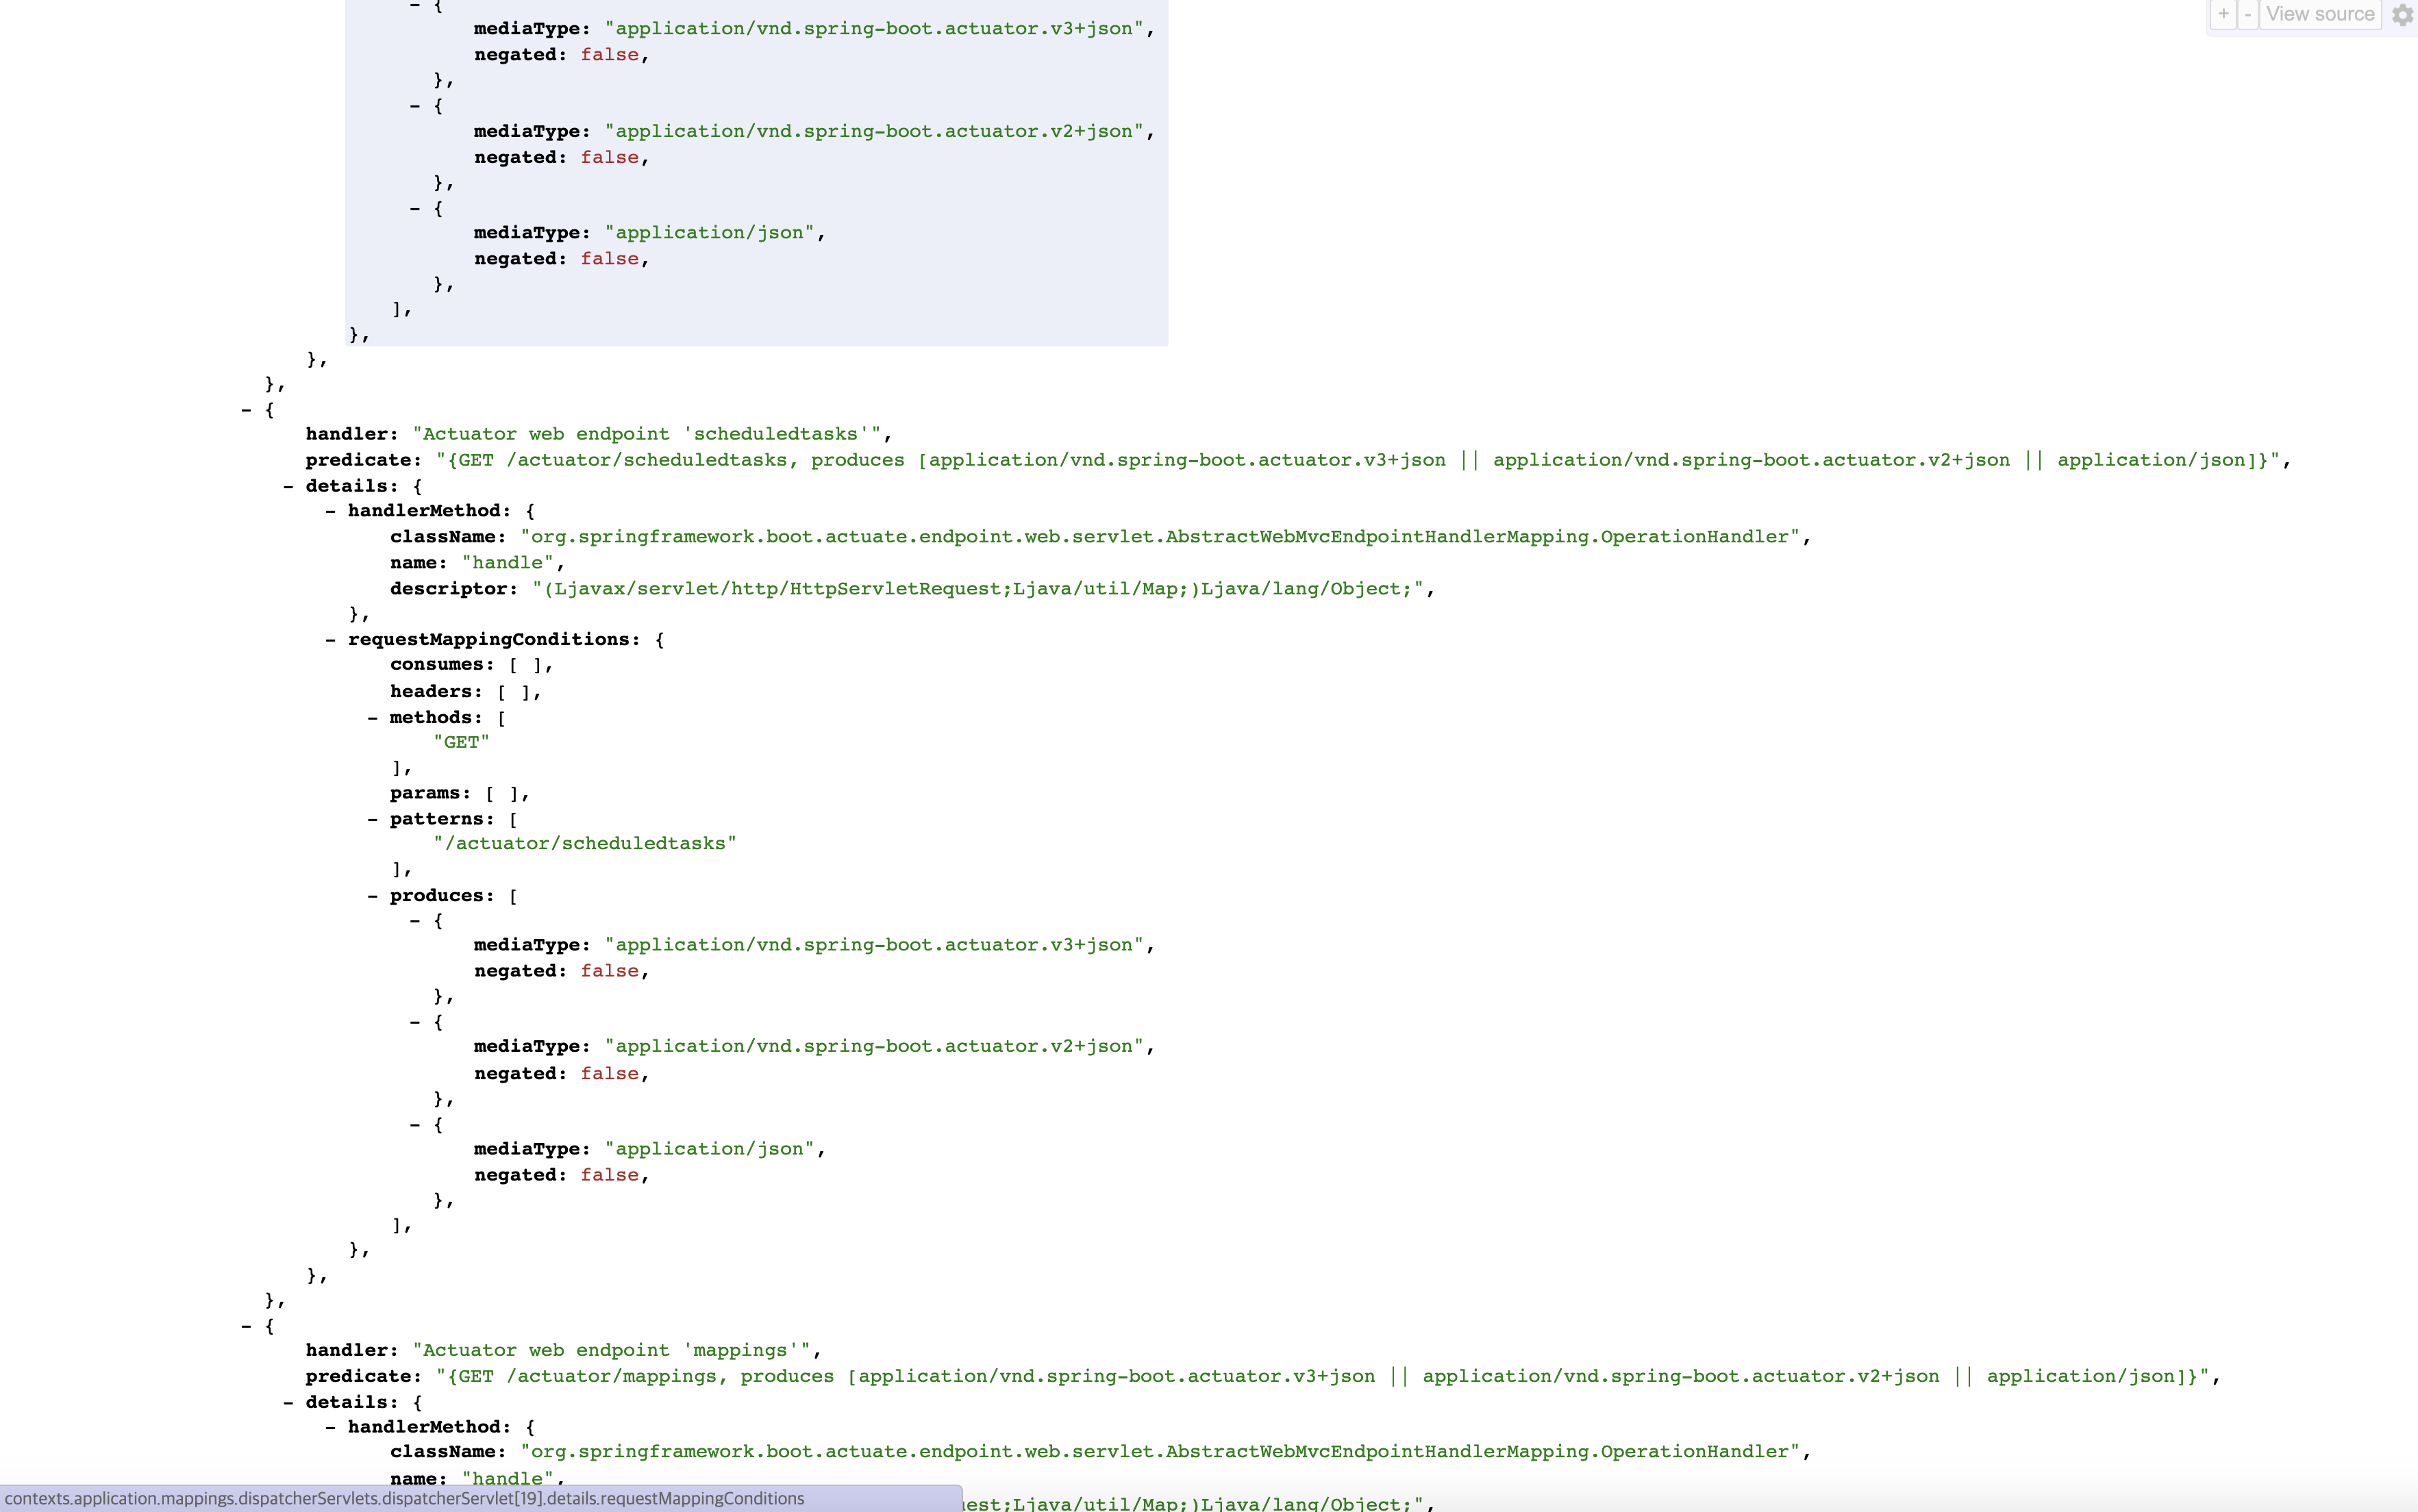 + - View source
- {
mediaType: "application/vnd.spring-boot.actuator.v3+json",
negated: false,
},
- {
mediaType: "application/vnd.spring-boot.actuator.v2+json",
negated: false,
},
- {
mediaType: "application/json",
negated: false,
},
],
},
},
},
- {
handler: "Actuator web endpoint 'scheduledtasks'",
predicate: "{GET /actuator/scheduledtasks, produces [application/vnd.spring-boot.actuator.v3+json || application/vnd.spring-boot.actuator.v2+json || application/json]}",
- details: {
- handlerMethod: {
className: "org.springframework.boot.actuate.endpoint.web.servlet.AbstractWebMvcEndpointHandlerMapping.OperationHandler",
name: "handle",
descriptor: "(Ljavax/servlet/http/HttpServletRequest;Ljava/util/Map;)Ljava/lang/Object;",
},
- requestMappingConditions: {
consumes: [ ],
headers: [ ],
- methods: [
"GET"
],
params: [ ],
- patterns: [
"/actuator/scheduledtasks"
],
- produces: [
- {
mediaType: "application/vnd.spring-boot.actuator.v3+json",
negated: false,
},
- {
mediaType: "application/vnd.spring-boot.actuator.v2+json",
negated: false,
},
- {
mediaType: "application/json",
negated: false,
},
],
},
},
},
- {
handler: "Actuator web endpoint 'mappings'",
predicate: "{GET /actuator/mappings, produces [application/vnd.spring-boot.actuator.v3+json || application/vnd.spring-boot.actuator.v2+json || application/json]}",
- details: {
- handlerMethod: {
className: "org.springframework.boot.actuate.endpoint.web.servlet.AbstractWebMvcEndpointHandlerMapping.OperationHandler",
name: "handle",
contexts.application.mappings.dispatcherServlets.dispatcherServlet[19].details.requestMappingConditions
est;Ljava/util/Map;)Ljava/lang/Object;",